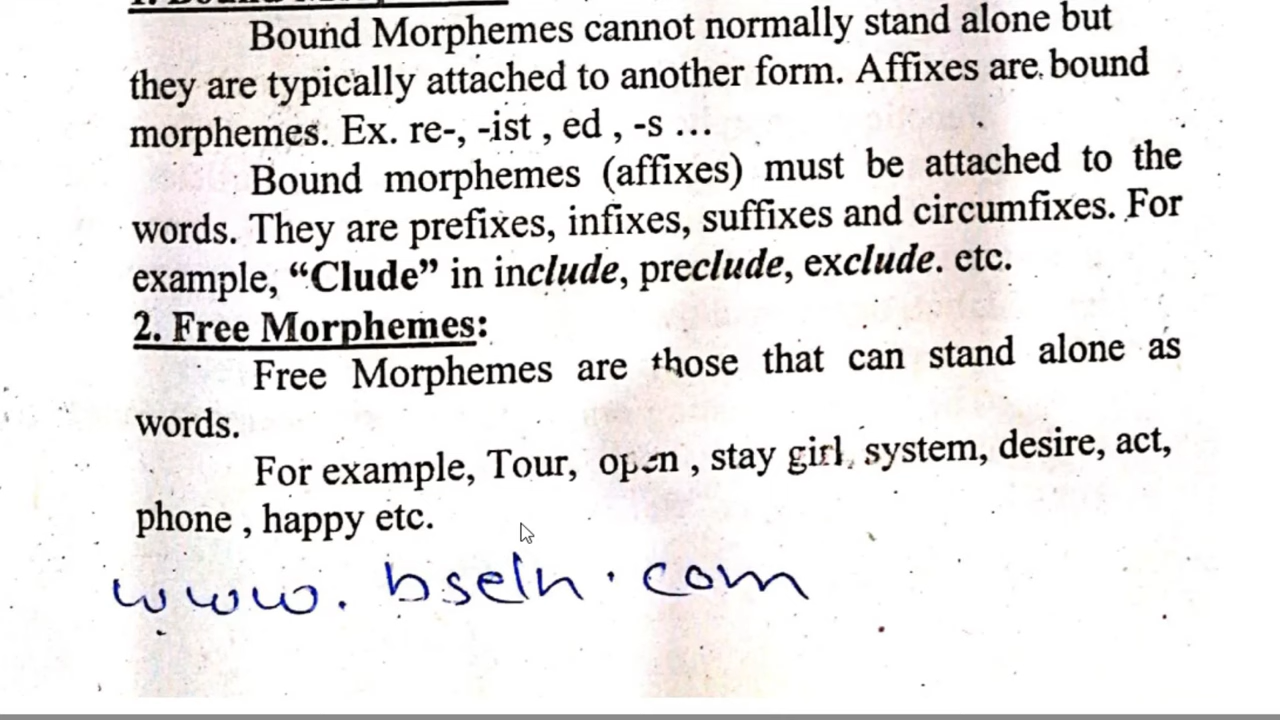 1. Bound Morphemes
Bound Morphemes cannot normally stand alone but
they are typically attached to another form. Affixes are bound
morphemes. Ex. re-, -ist , ed , -s ...
Bound morphemes (affixes) must be attached to the
words. They are prefixes, infixes, suffixes and circumfixes. For
example, “Clude” in include, preclude, exclude. etc.
2. Free Morphemes:
Free Morphemes are those that can stand alone as
words.
For example, Tour, open , stay girl, system, desire, act,
phone , happy etc.
www. bseln . com